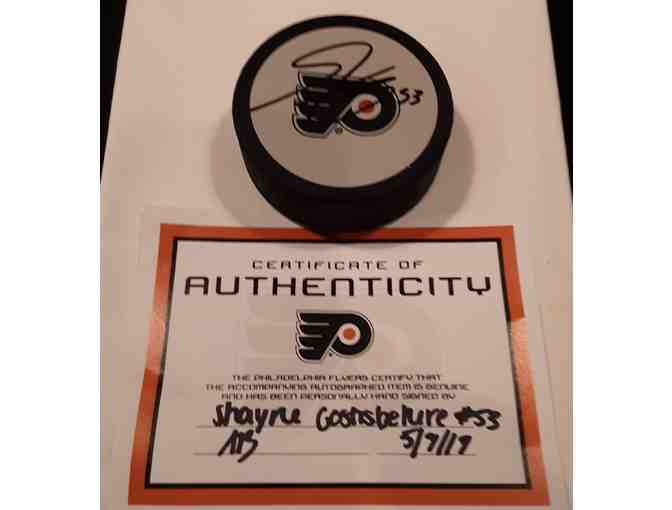 53
CERTIFICATE OF
AUTHENTICITY
THE PHILADELPHIA FLYERS CERTIFY THAT
THE ACCOMPANYING AUTOGRAPHED ITEM IS GENUINE
AND HAS BEEN PERSONALLY HAND SIGNED BY
Shayne Gostisbehere #53
5/7/19